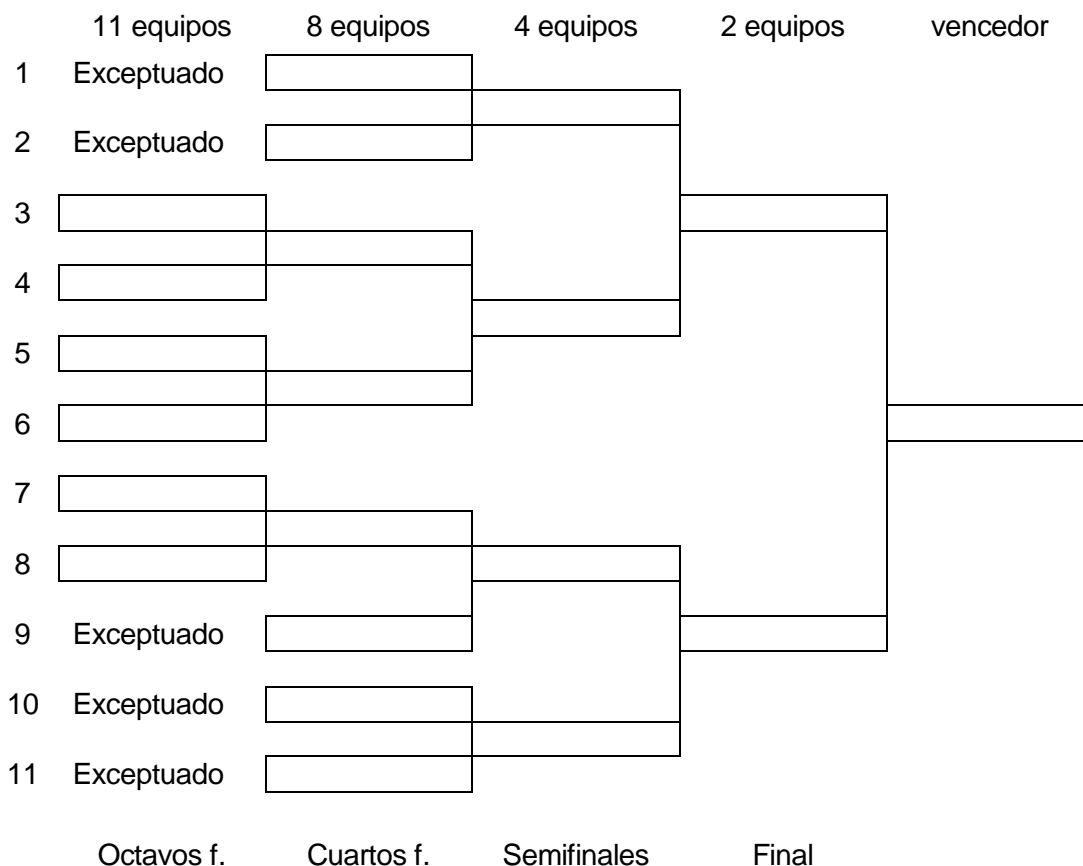 11 equipos 8 equipos 4 equipos 2 equipos vencedor
1 Exceptuado
2 Exceptuado
3
4
5
6
7
8
9 Exceptuado
10 Exceptuado
11 Exceptuado
Octavos f. Cuartos f. Semifinales Final